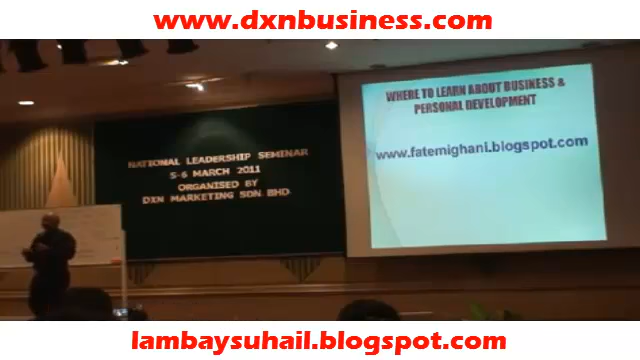 www.dxnbusiness.com
NATIONAL LEADERSHIP SEMINAR
5-6 MARCH 2011
ORGANISED BY
DXN MARKETING SDN. BHD.
WHERE TO LEARN ABOUT BUSINESS &
PERSONAL DEVELOPMENT
www.fatemighani.blogspot.com
lambaysuhail.blogspot.com